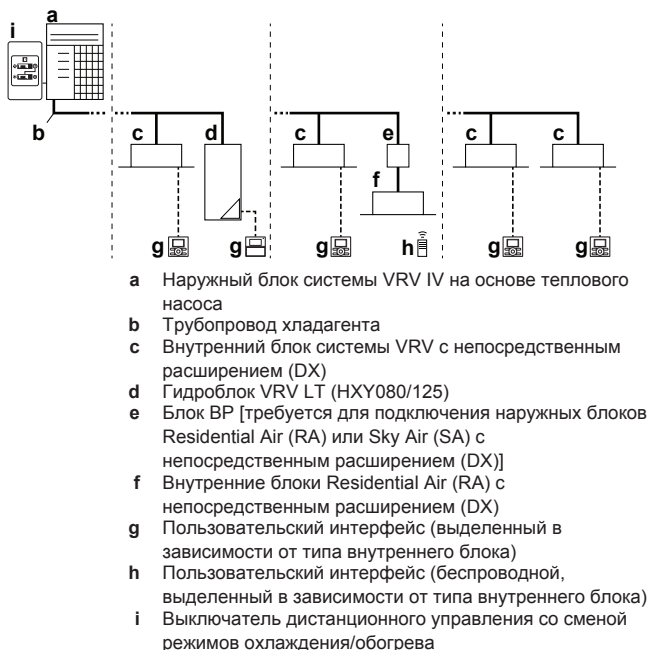 a
i
b
c d c e c c
f
g g g h g g
a Наружный блок системы VRV IV на основе теплового
насоса
b Трубопровод хладагента
c Внутренний блок системы VRV с непосредственным
расширением (DX)
d Гидроблок VRV LT (HXY080/125)
e Блок BP [требуется для подключения наружных блоков
Residential Air (RA) или Sky Air (SA) с
непосредственным расширением (DX)]
f Внутренние блоки Residential Air (RA) с
непосредственным расширением (DX)
g Пользовательский интерфейс (выделенный в
зависимости от типа внутреннего блока)
h Пользовательский интерфейс (беспроводной,
выделенный в зависимости от типа внутреннего блока)
i Выключатель дистанционного управления со сменой
режимов охлаждения/обогрева